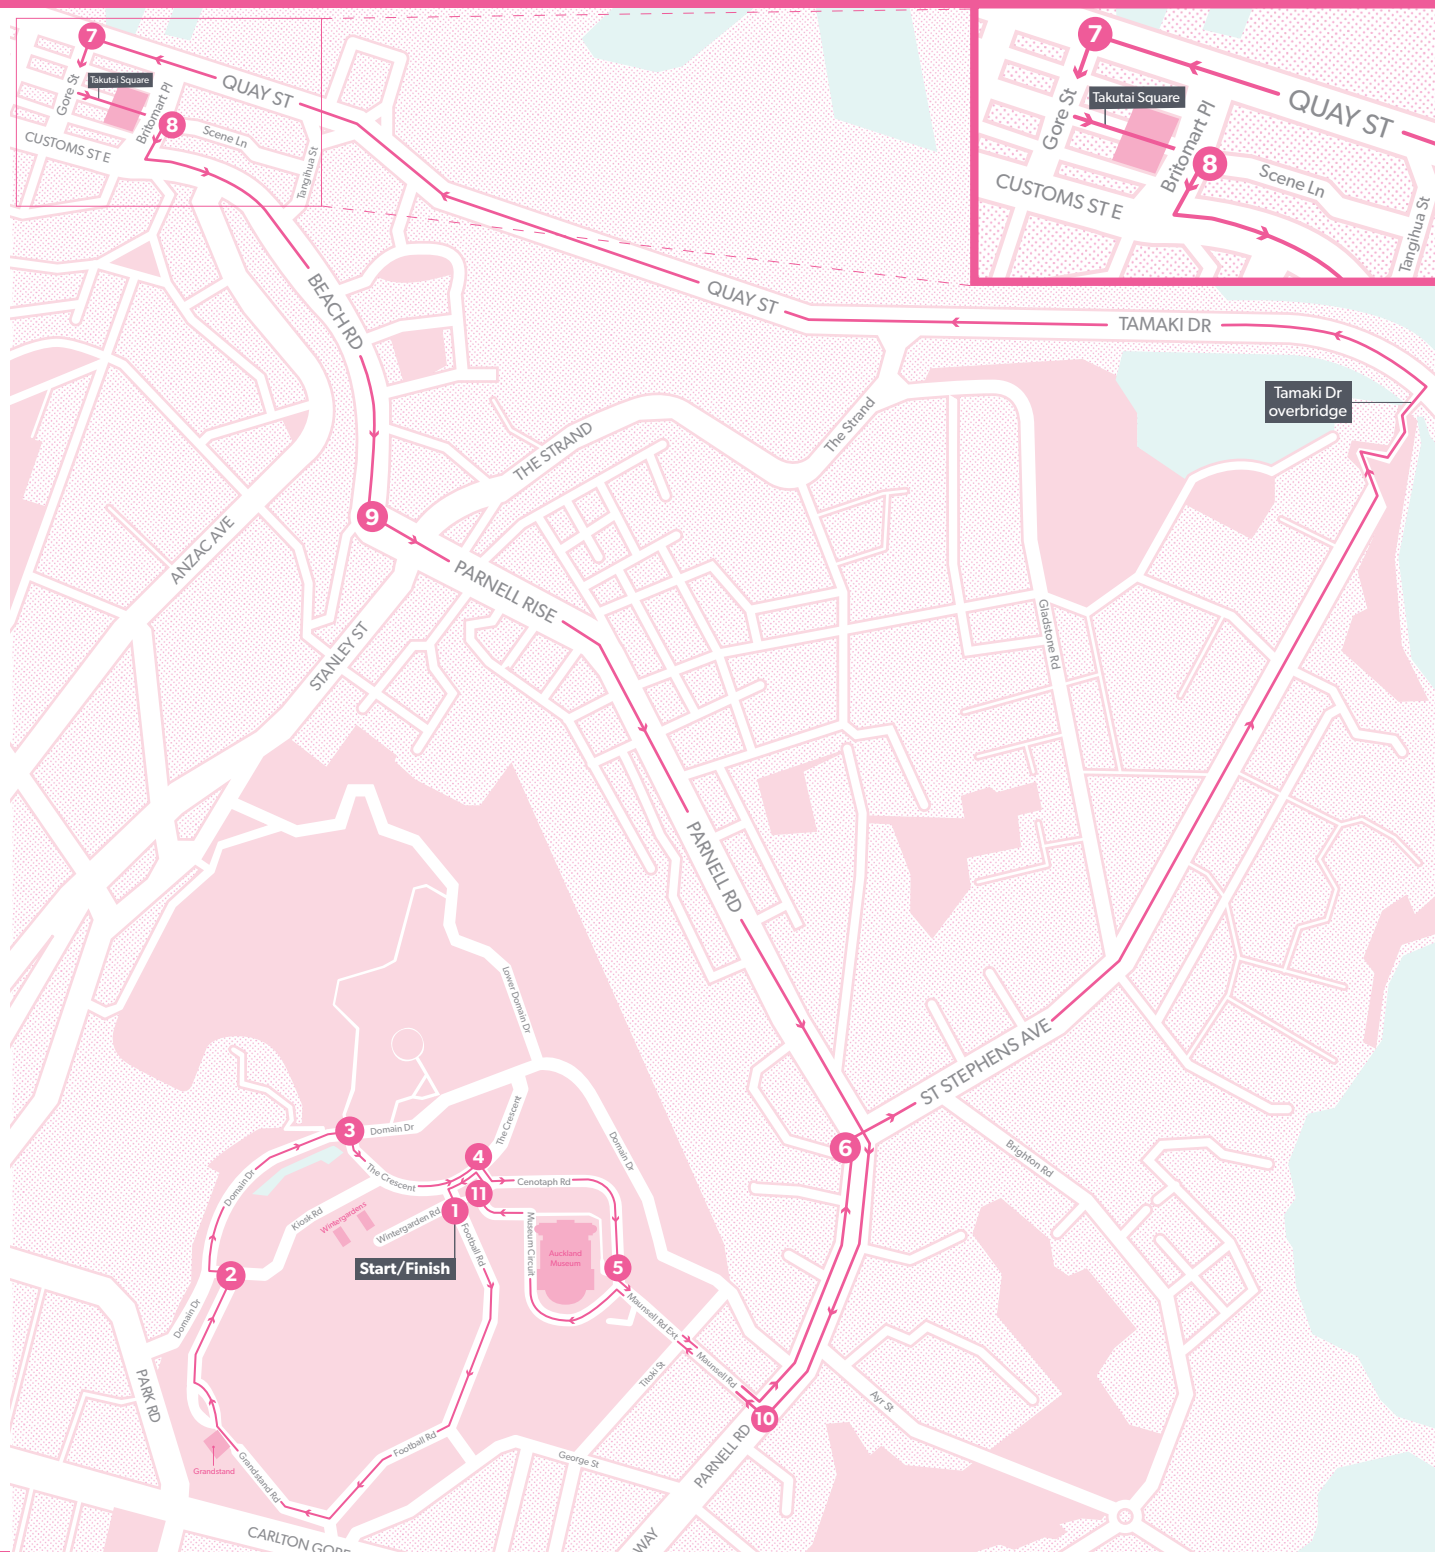 7
QUAY ST
Gore St
Takutai Square
Britomart Pl
8
Scene Ln
CUSTOMS ST E
Tangihua St
7
QUAY ST
Gore St
Takutai Square
Britomart Pl
8
Scene Ln
CUSTOMS ST E
Tangihua St
BEACH RD
QUAY ST
TAMAKI DR
Tamaki Dr
overbridge
The Strand
THE STRAND
9
ANZAC AVE
PARNELL RISE
STANLEY ST
Gladstone Rd
PARNELL RD
Lower Domain Dr
ST STEPHENS AVE
6
Brighton Rd
3
Domain Dr
The Crescent
Domain Dr
4
The Crescent
Cenotaph Rd
11
1
Domain Dr
Kiosk Rd
Wintergardens
Wintergarden Rd
Football Rd
Museum Circuit
Auckland
Museum
Start/Finish
2
5
Domain Dr
Maunsell Rd Ext
Maunsell Rd
Titoki St
PARK RD
10
Ayr St
Football Rd
PARNELL RD
Grandstand
Grandstand Rd
George St
CARLTON GORE
WAY